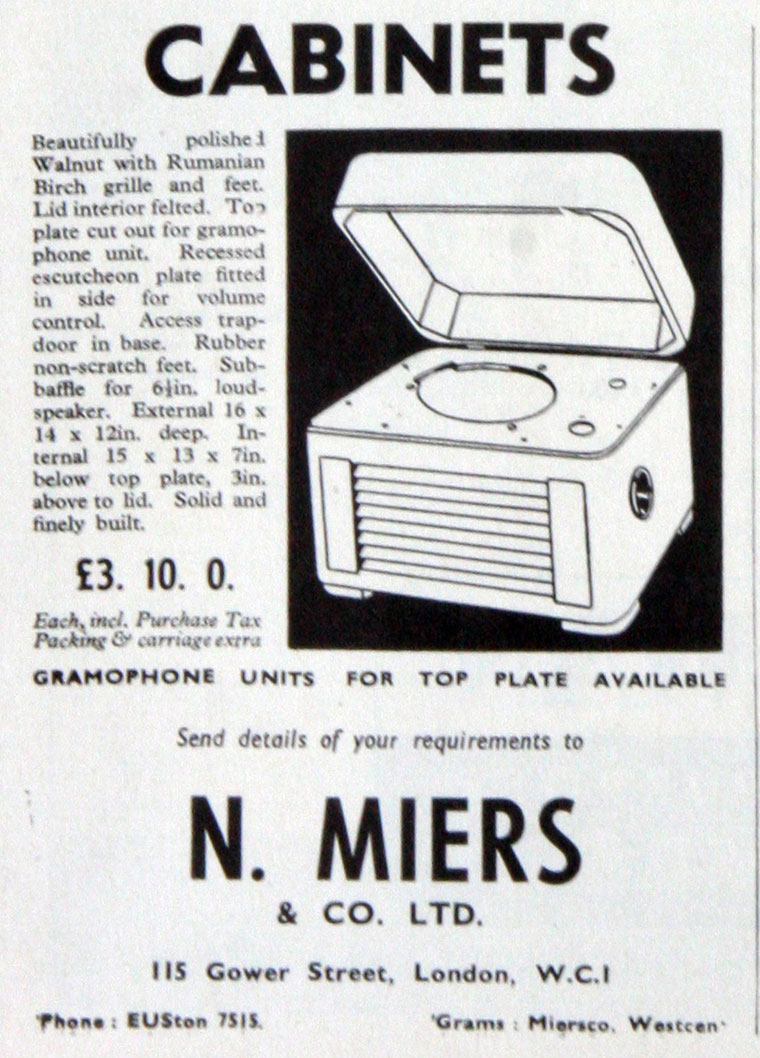 CABINETS
Beautifully polished
Walnut with Rumanian
Birch grille and feet.
Lid interior felted. Top
plate cut out for gramo-
phone unit. Recessed
escutcheon plate fitted
in side for volume
control. Access trap-
door in base. Rubber
non-scratch feet. Sub-
baffle for 6½in. loud-
speaker. External 16 x
14 x 12in. deep. In-
ternal 15 x 13 x 7in.
below top plate, 3in.
above to lid. Solid and
finely built.
£3. 10. 0.
Each, incl. Purchase Tax
Packing & carriage extra
GRAMOPHONE UNITS FOR TOP PLATE AVAILABLE
Send details of your requirements to
N. MIERS
& CO. LTD.
115 Gower Street, London, W.C.1
'Phone : EUSton 7515.
'Grams : Miersco, Westcen·